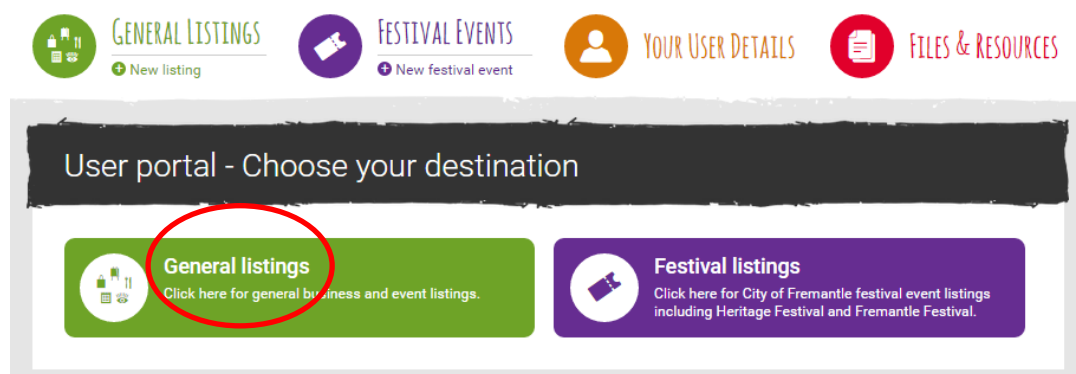 General Listings
New listing
Festival Events
New festival event
Your User Details
Files & Resources
User portal - Choose your destination
General listings
Click here for general business and event listings.
Festival listings
Click here for City of Fremantle festival event listings
including Heritage Festival and Fremantle Festival.